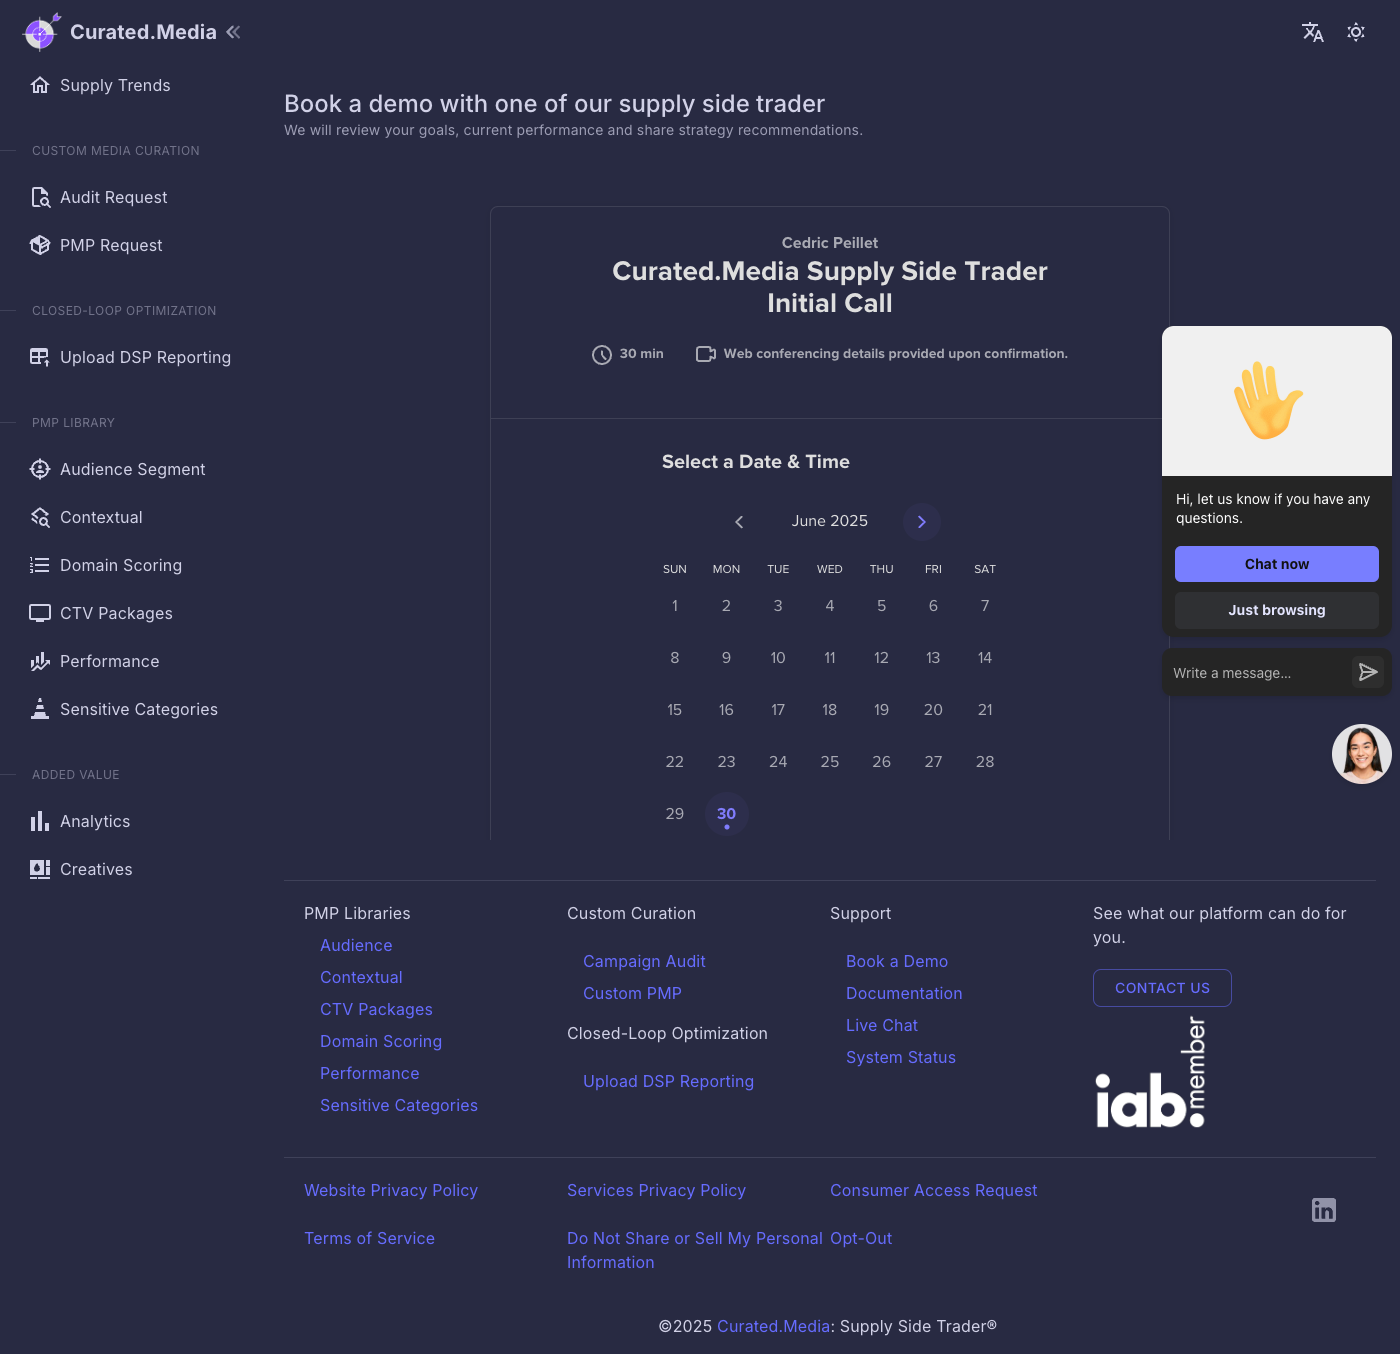 Curated.Media
Supply Trends
CUSTOM MEDIA CURATION
Audit Request
PMP Request
CLOSED-LOOP OPTIMIZATION
Upload DSP Reporting
PMP LIBRARY
Audience Segment
Contextual
Domain Scoring
CTV Packages
Performance
Sensitive Categories
ADDED VALUE
Analytics
Creatives
Book a demo with one of our supply side trader
We will review your goals, current performance and share strategy recommendations.
Cedric Peillet
Curated.Media Supply Side Trader
Initial Call
30 min
Web conferencing details provided upon confirmation.
Select a Date & Time
June 2025
SUN MON TUE WED THU FRI SAT
1 2 3 4 5 6 7
8 9 10 11 12 13 14
15 16 17 18 19 20 21
22 23 24 25 26 27 28
29 30
Hi, let us know if you have any
questions.
Chat now
Just browsing
Write a message...
PMP Libraries
Audience
Contextual
CTV Packages
Domain Scoring
Performance
Sensitive Categories
Custom Curation
Campaign Audit
Custom PMP
Closed-Loop Optimization
Upload DSP Reporting
Support
Book a Demo
Documentation
Live Chat
System Status
See what our platform can do for
you.
CONTACT US
iab.
member
Website Privacy Policy
Services Privacy Policy
Consumer Access Request
Terms of Service
Do Not Share or Sell My Personal
Information
Opt-Out
in
©2025 Curated.Media: Supply Side Trader®